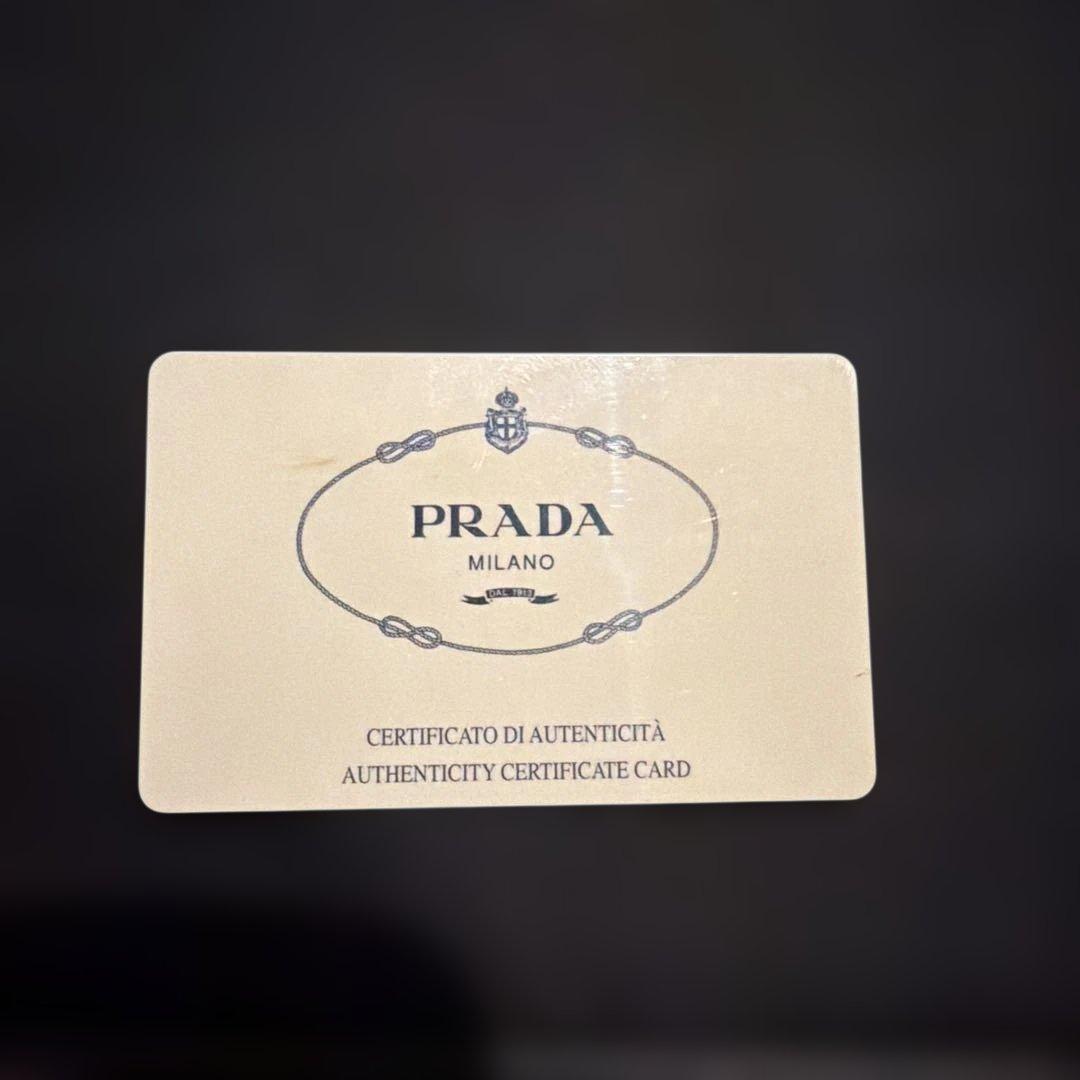 PRADA
MILANO
DAL 1913
CERTIFICATO DI AUTENTICITÀ
AUTHENTICITY CERTIFICATE CARD